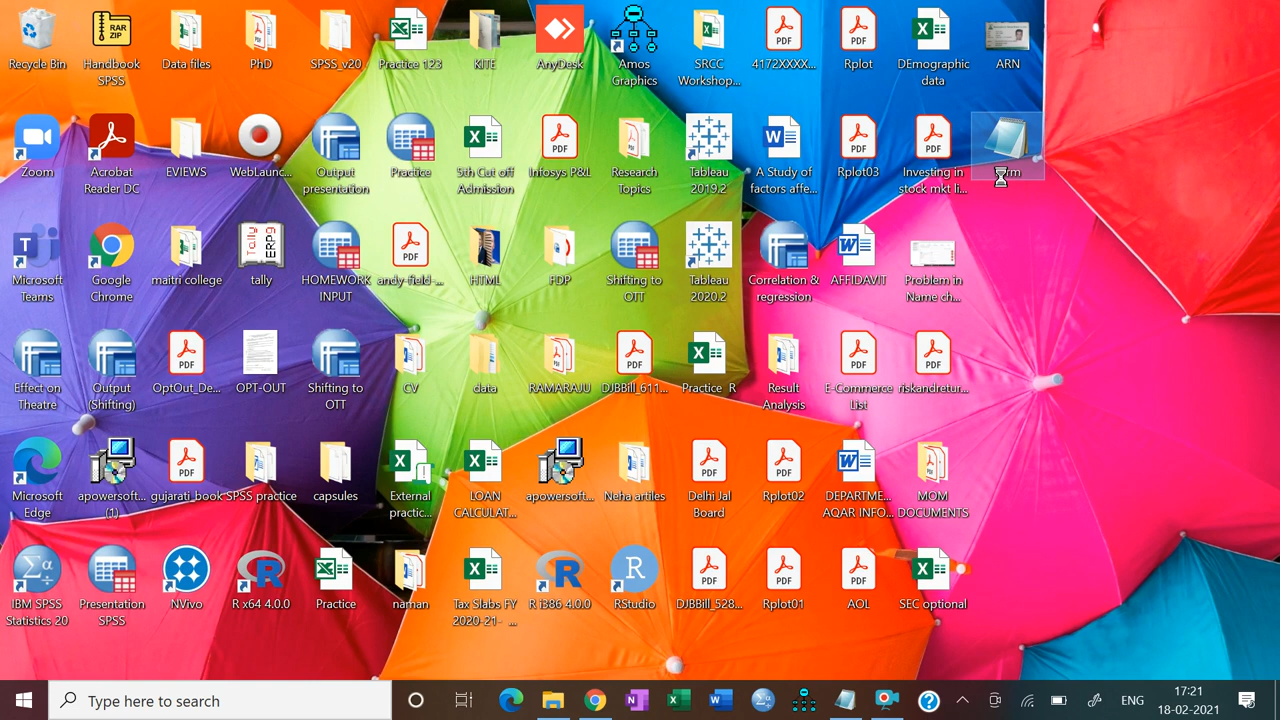 Recycle Bin
Handbook
SPSS
Data files
PhD
SPSS_v20
Practice 123
KITE
AnyDesk
Amos
Graphics
SRCC
Workshop...
4172XXXX...
Rplot
DEmographic
data
ARN
Zoom
Acrobat
Reader DC
EVIEWS
WebLaunc...
Output
presentation
Practice
5th Cut off
Admission
Infosys P&L
Research
Topics
Tableau
2019.2
A Study of
factors affe...
Rplot03
Investing in
stock mkt li...
Microsoft
Teams
Google
Chrome
maitri college
tally
HOMEWORK
INPUT
andy-field-...
HTML
FDP
Shifting to
OTT
Tableau
2020.2
Correlation &
regression
AFFIDAVIT
Problem in
Name ch...
Effect on
Theatre
Output
(Shifting)
OptOut_De...
OPT-OUT
Shifting to
OTT
CV
data
RAMARAJU
DJBBill_611...
Practice_R
Result
Analysis
E-Commerce
List
riskandretur...
Microsoft
Edge
apowersoft...
(1)
gujarati_book
SPSS practice
capsules
External
practic...
LOAN
CALCULAT...
apowersoft...
Neha artiles
Delhi Jal
Board
Rplot02
DEPARTME...
AQAR INFO...
MOM
DOCUMENTS
IBM SPSS
Statistics 20
Presentation
SPSS
NVivo
R x64 4.0.0
Practice
naman
Tax Slabs FY
2020-21- ...
R i386 4.0.0
RStudio
DJBBill_528...
Rplot01
AOL
SEC optional
Type here to search
ENG
17:21
18-02-2021